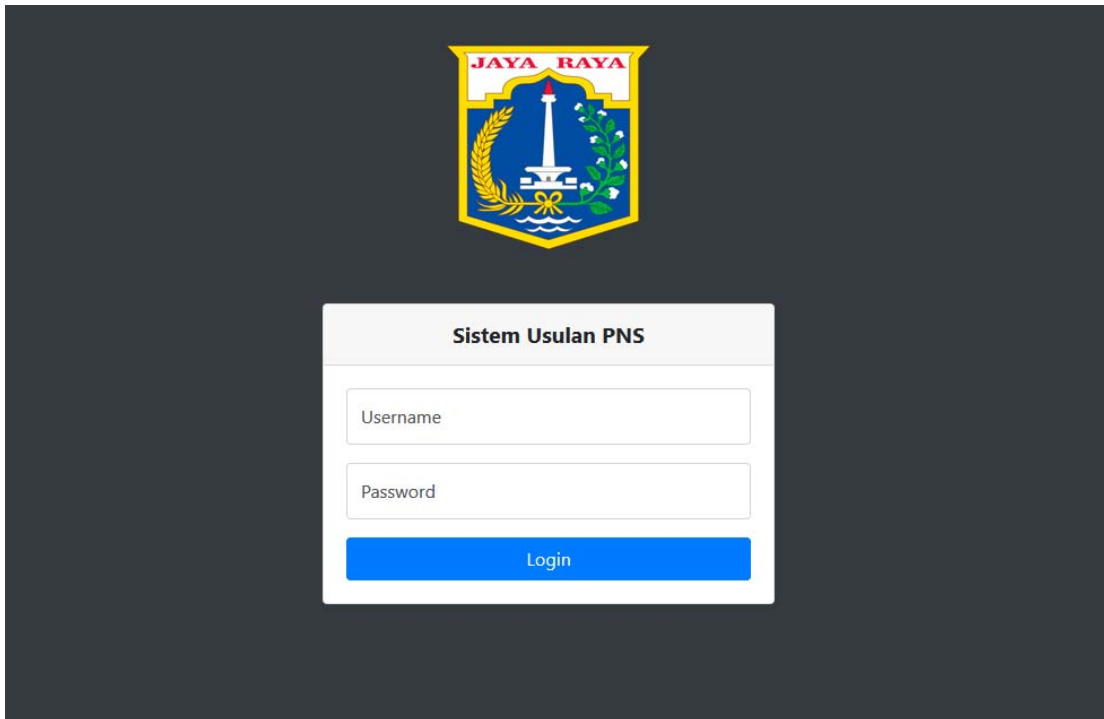 JAYA RAYA
Sistem Usulan PNS
Username
Password
Login